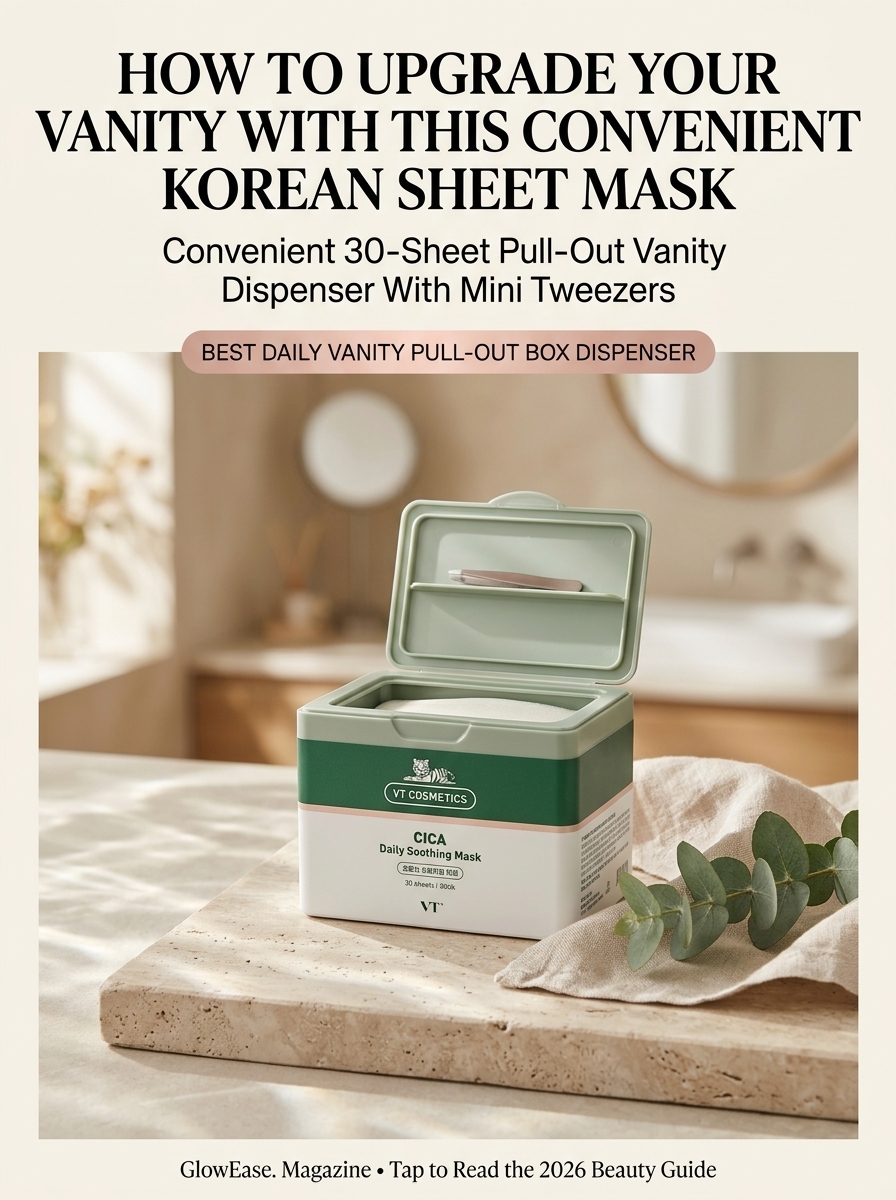 HOW TO UPGRADE YOUR
VANITY WITH THIS CONVENIENT
KOREAN SHEET MASK
Convenient 30-Sheet Pull-Out Vanity
Dispenser With Mini Tweezers
BEST DAILY VANITY PULL-OUT BOX DISPENSER
VT COSMETICS
CICA
Daily Soothing Mask
30 sheets /
VT
GlowEase. Magazine • Tap to Read the 2026 Beauty Guide